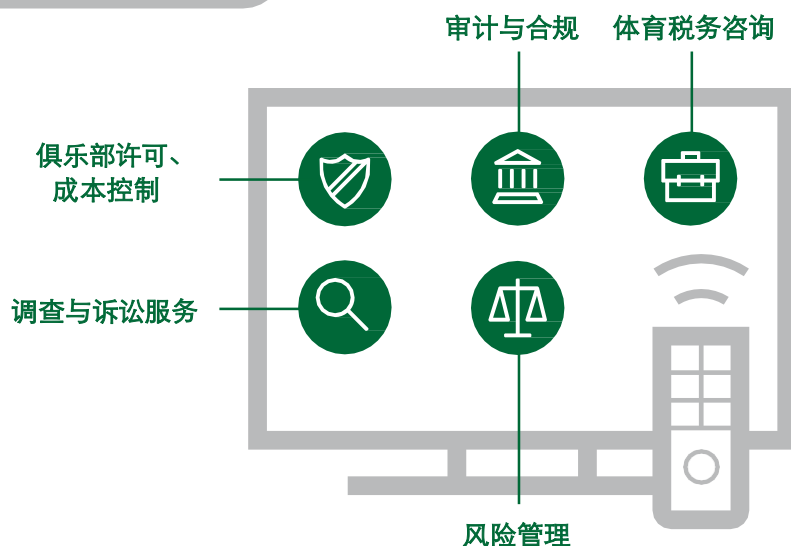 审计与合规
体育税务咨询
俱乐部许可、
成本控制
调查与诉讼服务
风险管理